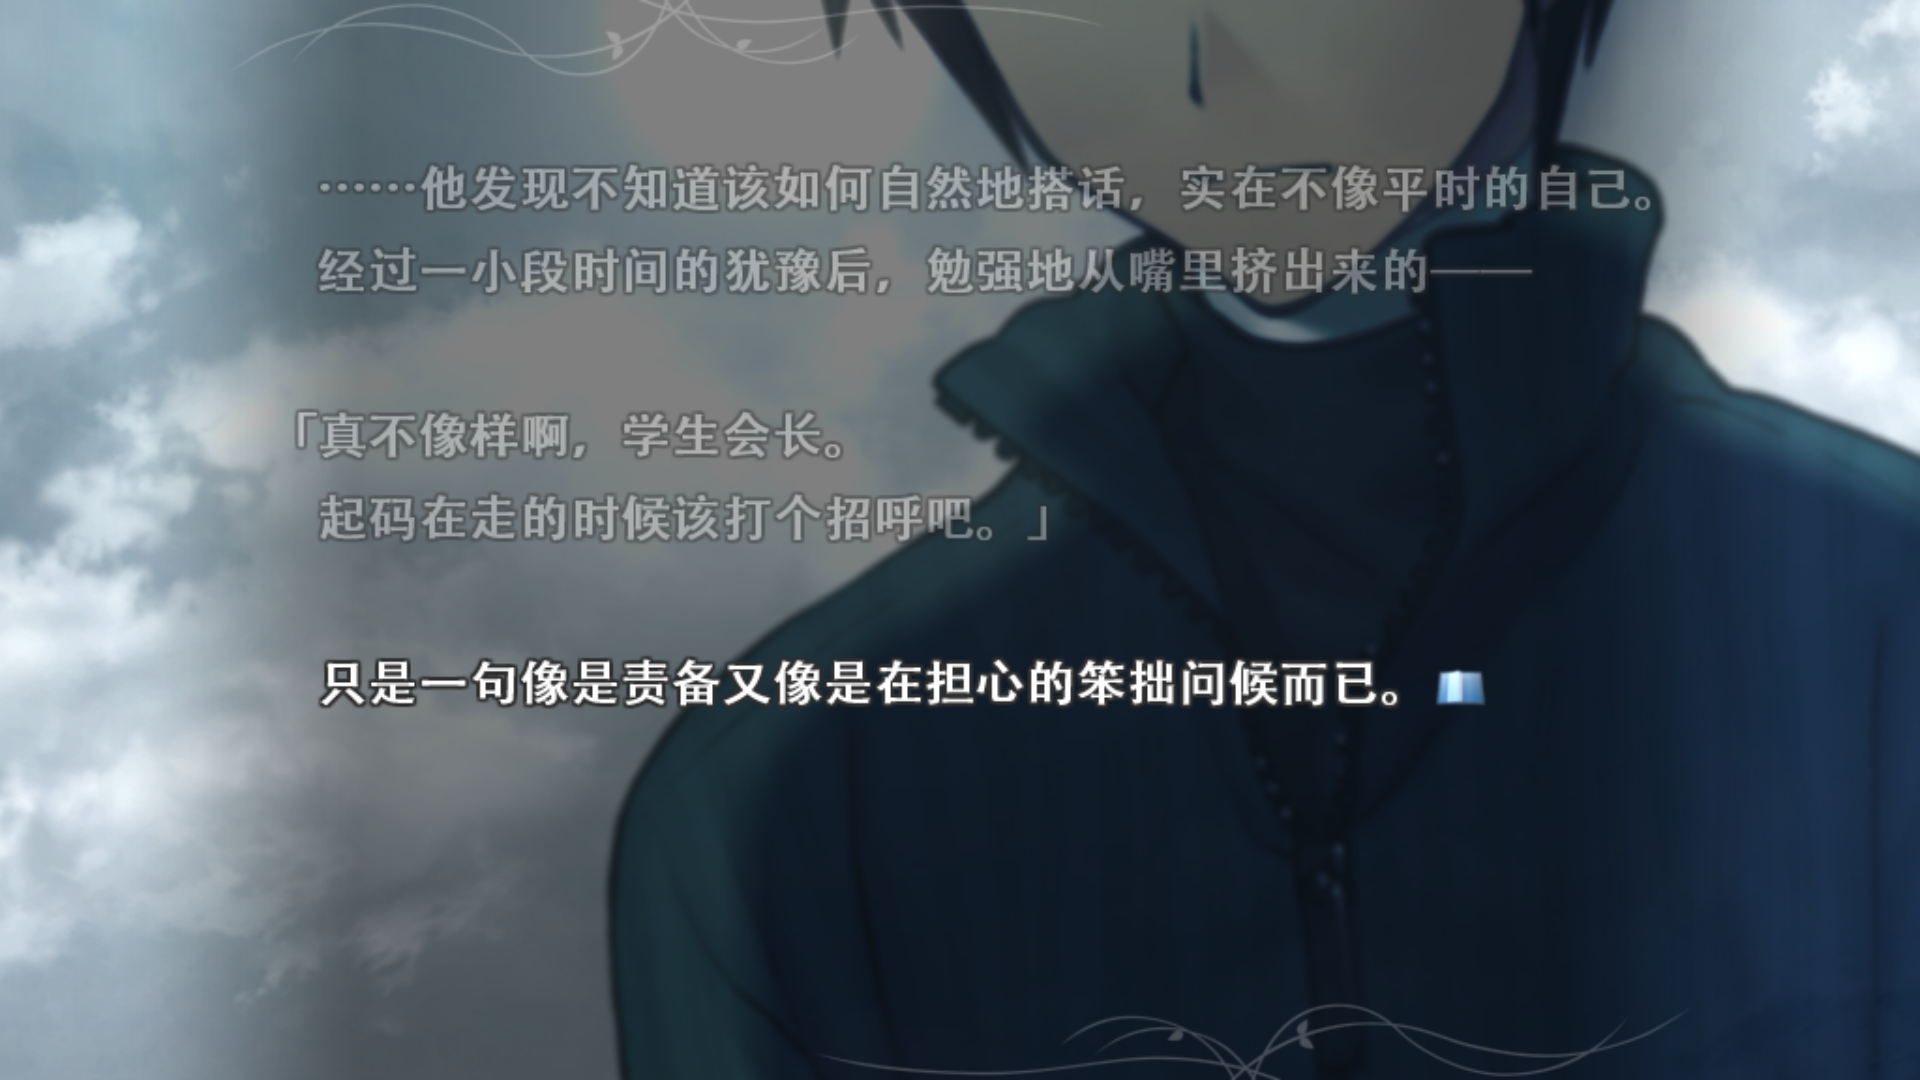 ……他发现不知道该如何自然地搭话，实在不像平时的自己。
经过一小段时间的犹豫后，勉强地从嘴里挤出来的——
「真不像样啊，学生会长。
起码在走的时候该打个招呼吧。」
只是一句像是责备又像是在担心的笨拙问候而已。